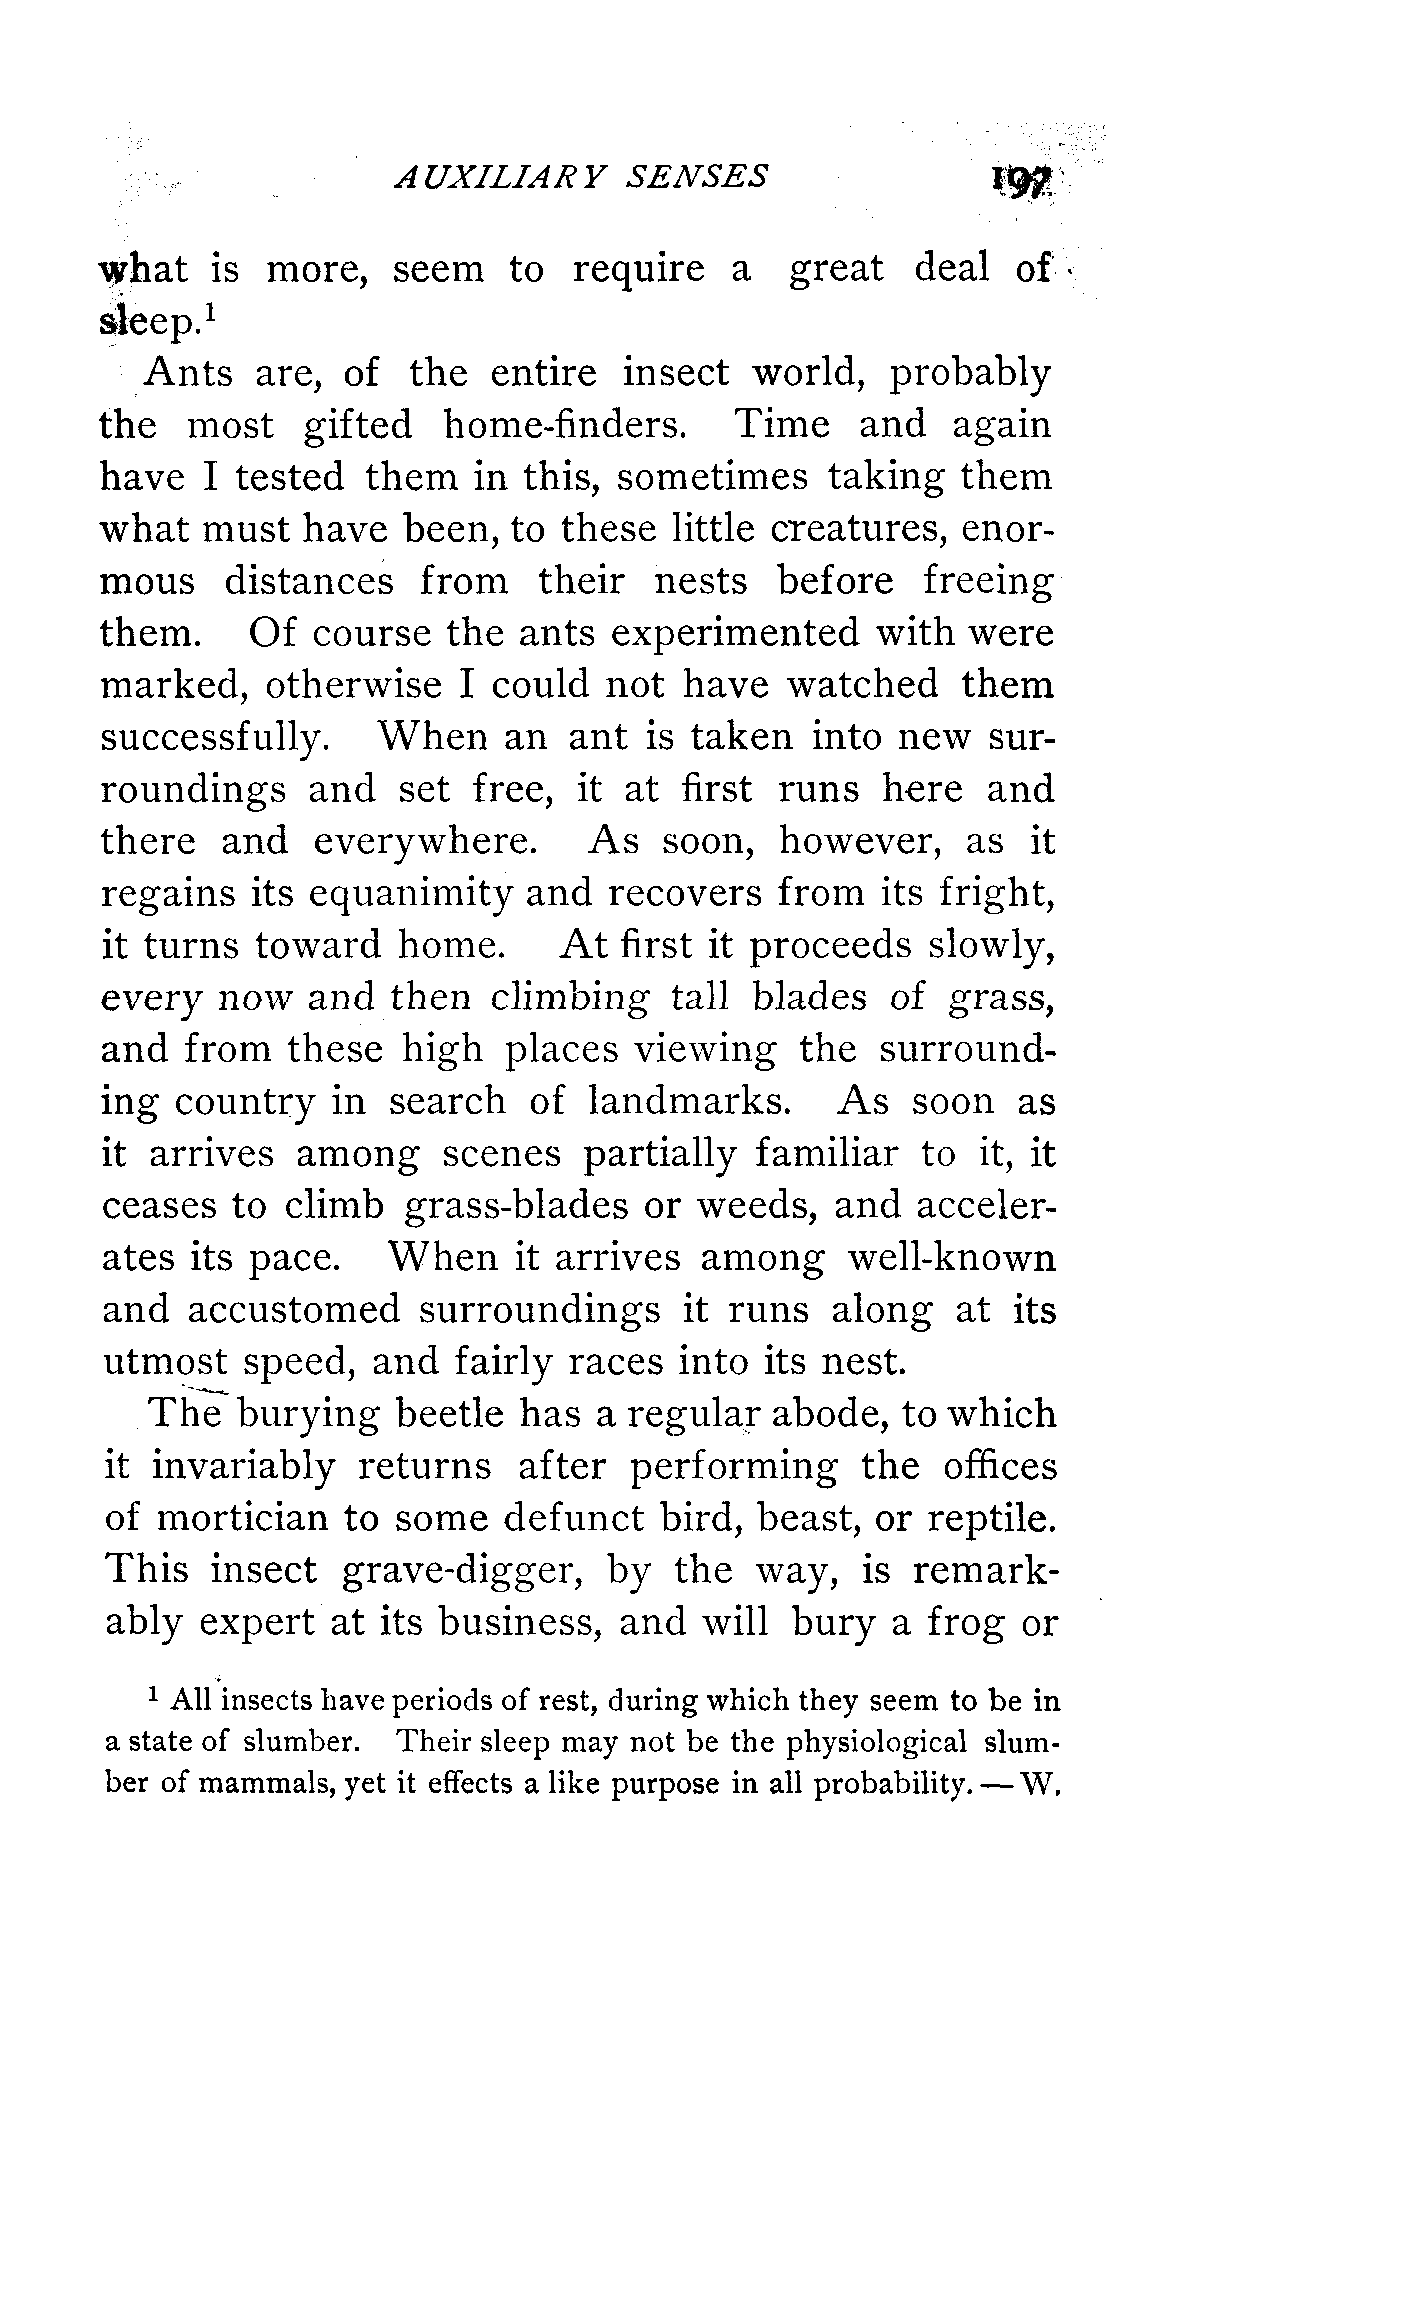 AUXILIARY SENSES 197
what is more, seem to require a great deal of
sleep.¹
Ants are, of the entire insect world, probably
the most gifted home-finders. Time and again
have I tested them in this, sometimes taking them
what must have been, to these little creatures, enor-
mous distances from their nests before freeing
them. Of course the ants experimented with were
marked, otherwise I could not have watched them
successfully. When an ant is taken into new sur-
roundings and set free, it at first runs here and
there and everywhere. As soon, however, as it
regains its equanimity and recovers from its fright,
it turns toward home. At first it proceeds slowly,
every now and then climbing tall blades of grass,
and from these high places viewing the surround-
ing country in search of landmarks. As soon as
it arrives among scenes partially familiar to it, it
ceases to climb grass-blades or weeds, and acceler-
ates its pace. When it arrives among well-known
and accustomed surroundings it runs along at its
utmost speed, and fairly races into its nest.
The burying beetle has a regular abode, to which
it invariably returns after performing the offices
of mortician to some defunct bird, beast, or reptile.
This insect grave-digger, by the way, is remark-
ably expert at its business, and will bury a frog or
¹ All insects have periods of rest, during which they seem to be in
a state of slumber. Their sleep may not be the physiological slum-
ber of mammals, yet it effects a like purpose in all probability. — W.